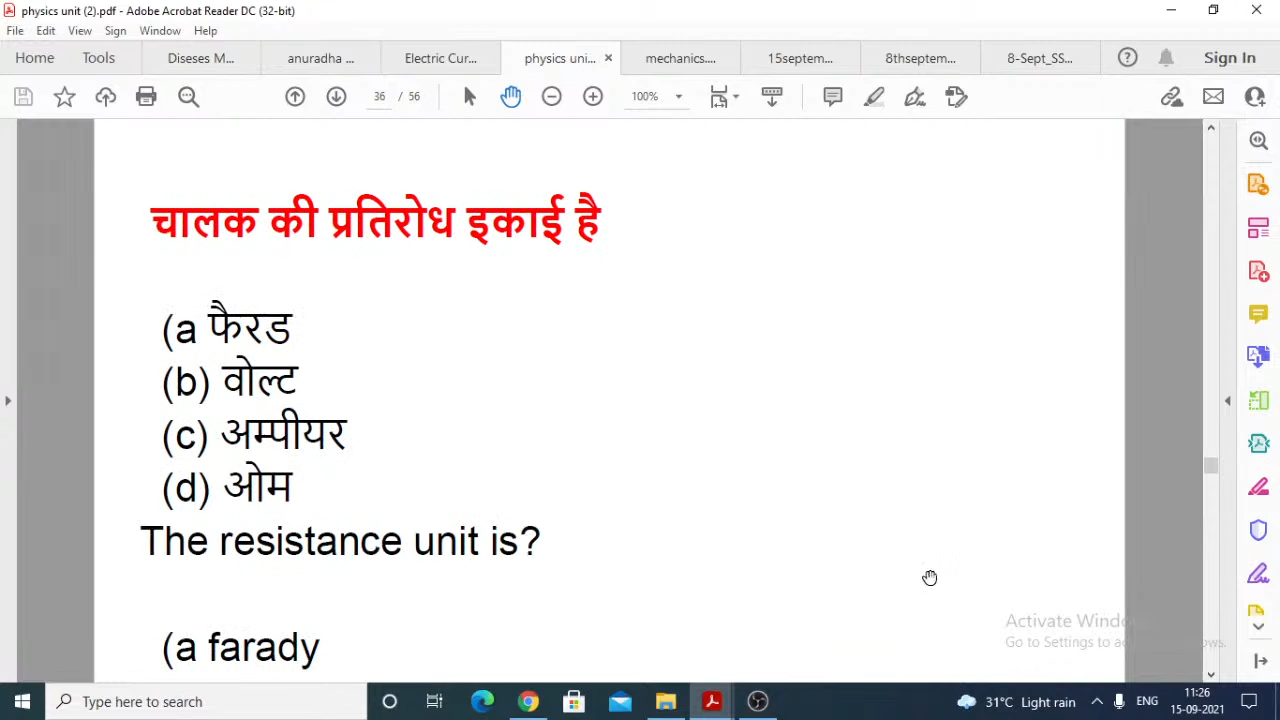 physics unit (2).pdf - Adobe Acrobat Reader DC (32-bit)
File Edit View Sign Window Help
Home Tools Diseses M... anuradha ... Electric Cur... physics uni... × mechanics.... 15septem... 8thseptem... 8-Sept_SS... Sign In
36 / 56 100%
चालक की प्रतिरोध इकाई है
(a फैरड
(b) वोल्ट
(c) अम्पीयर
(d) ओम
The resistance unit is?
(a farady
Activate Windo
Go to Settings to ac ows.
Type here to search
31°C Light rain ENG 11:26
15-09-2021